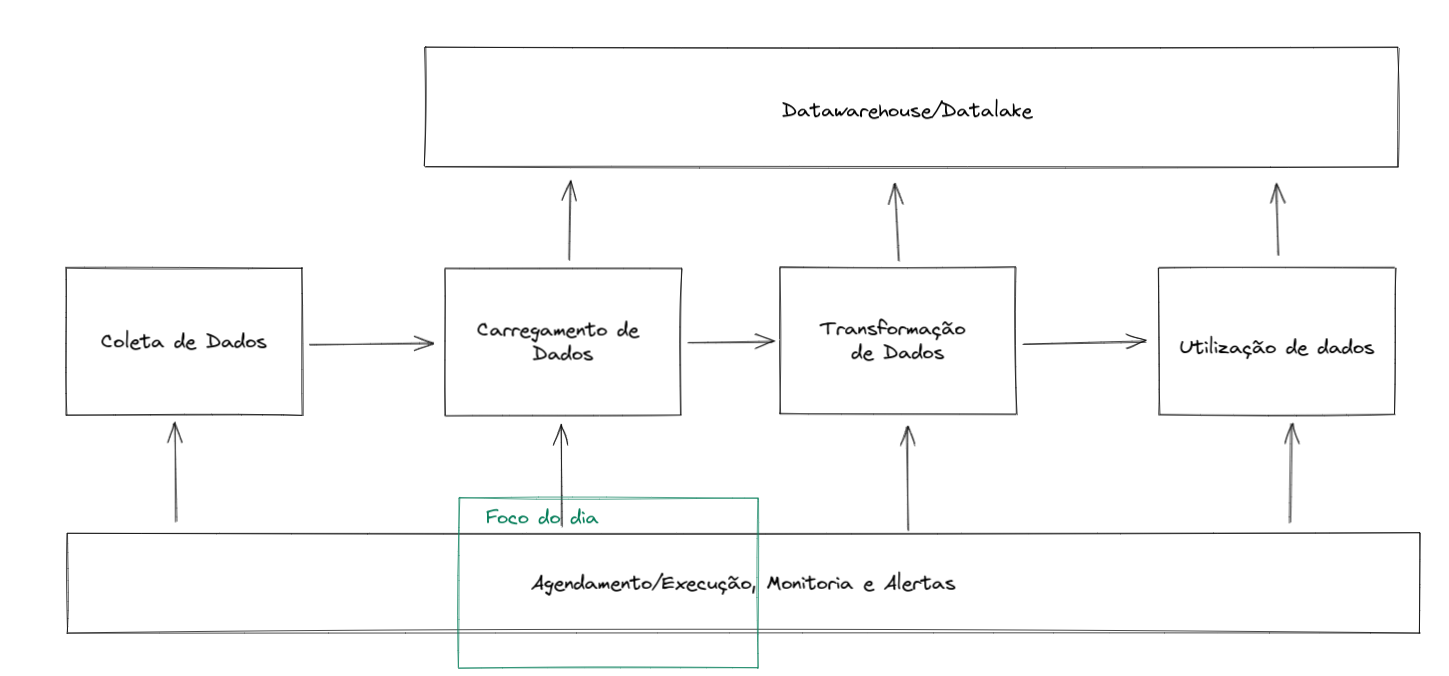 Datawarehouse/Datalake
Coleta de Dados
Carregamento de
Dados
Transformação
de Dados
Utilização de dados
Foco do dia
Agendamento/Execução, Monitoria e Alertas